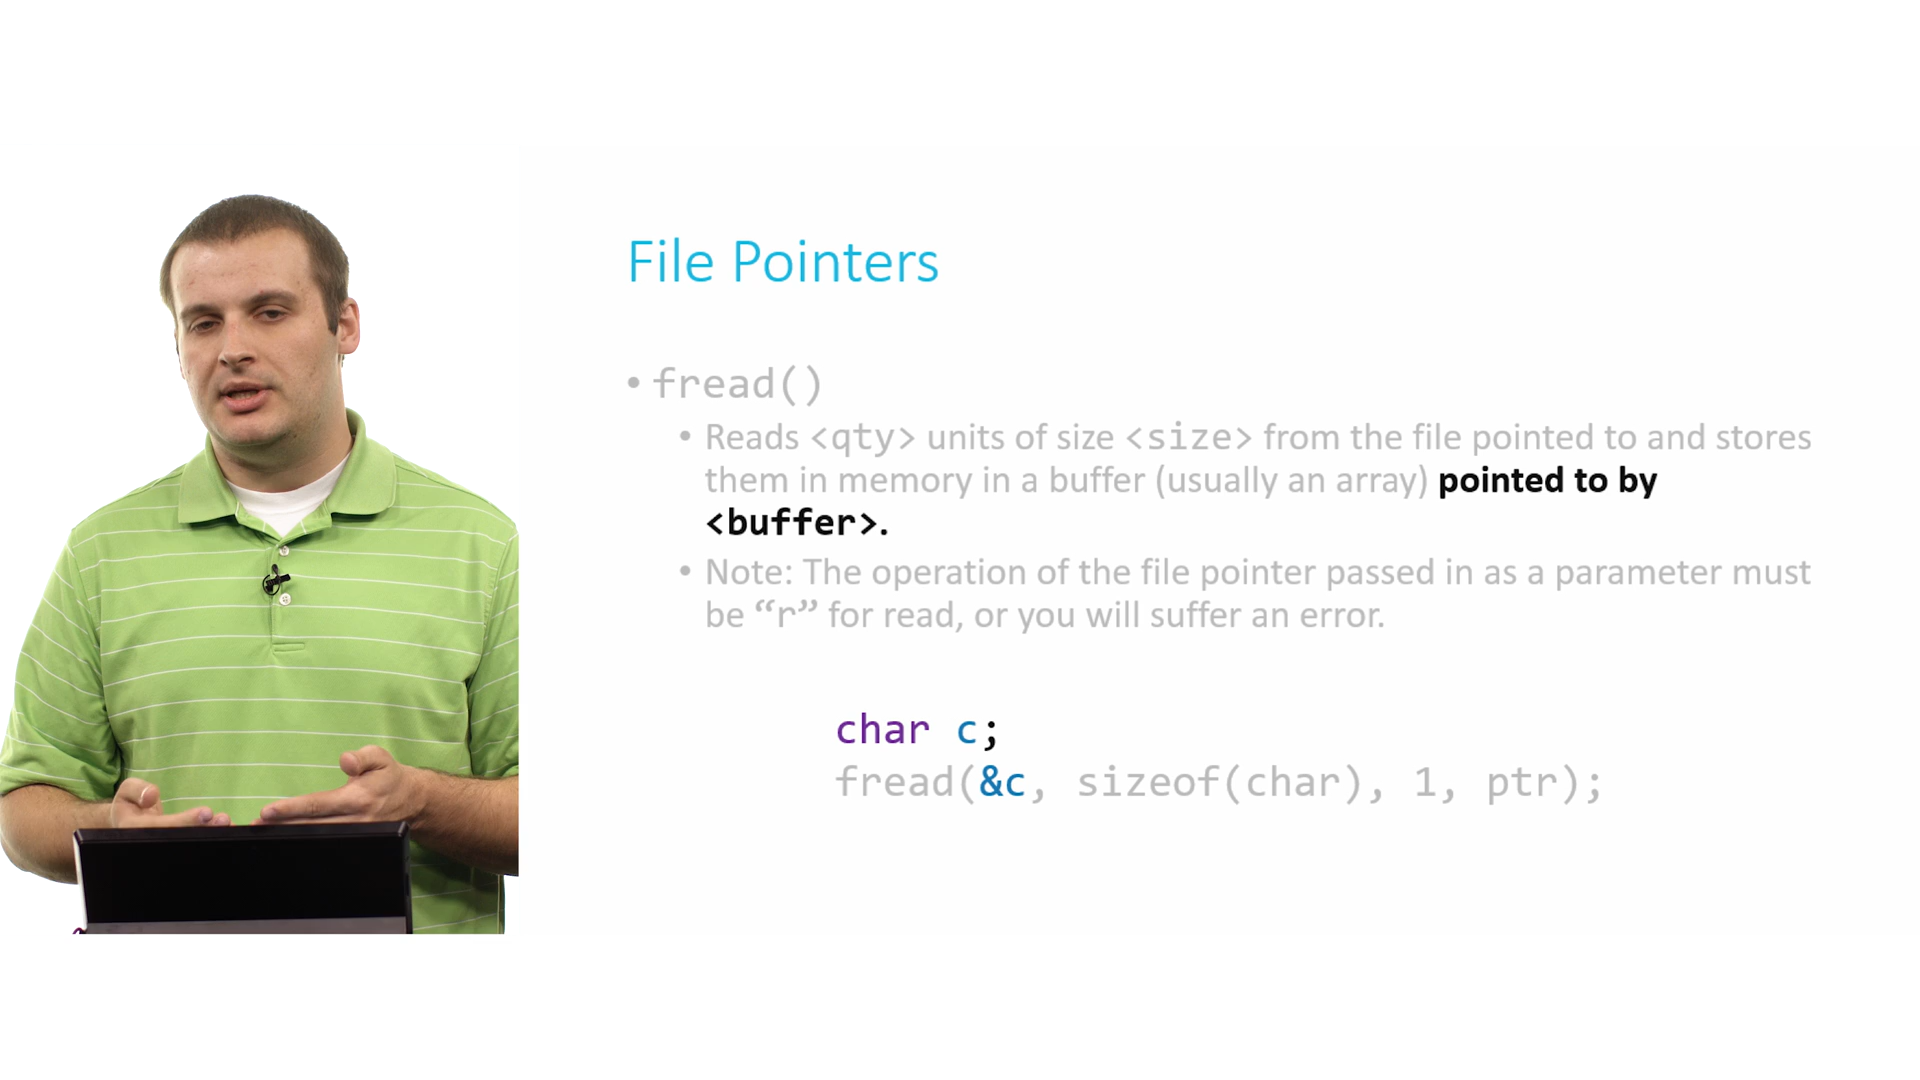 File Pointers
• fread()
• Reads <qty> units of size <size> from the file pointed to and stores
them in memory in a buffer (usually an array) pointed to by
<buffer>.
• Note: The operation of the file pointer passed in as a parameter must
be “r” for read, or you will suffer an error.
char c;
fread(&c, sizeof(char), 1, ptr);